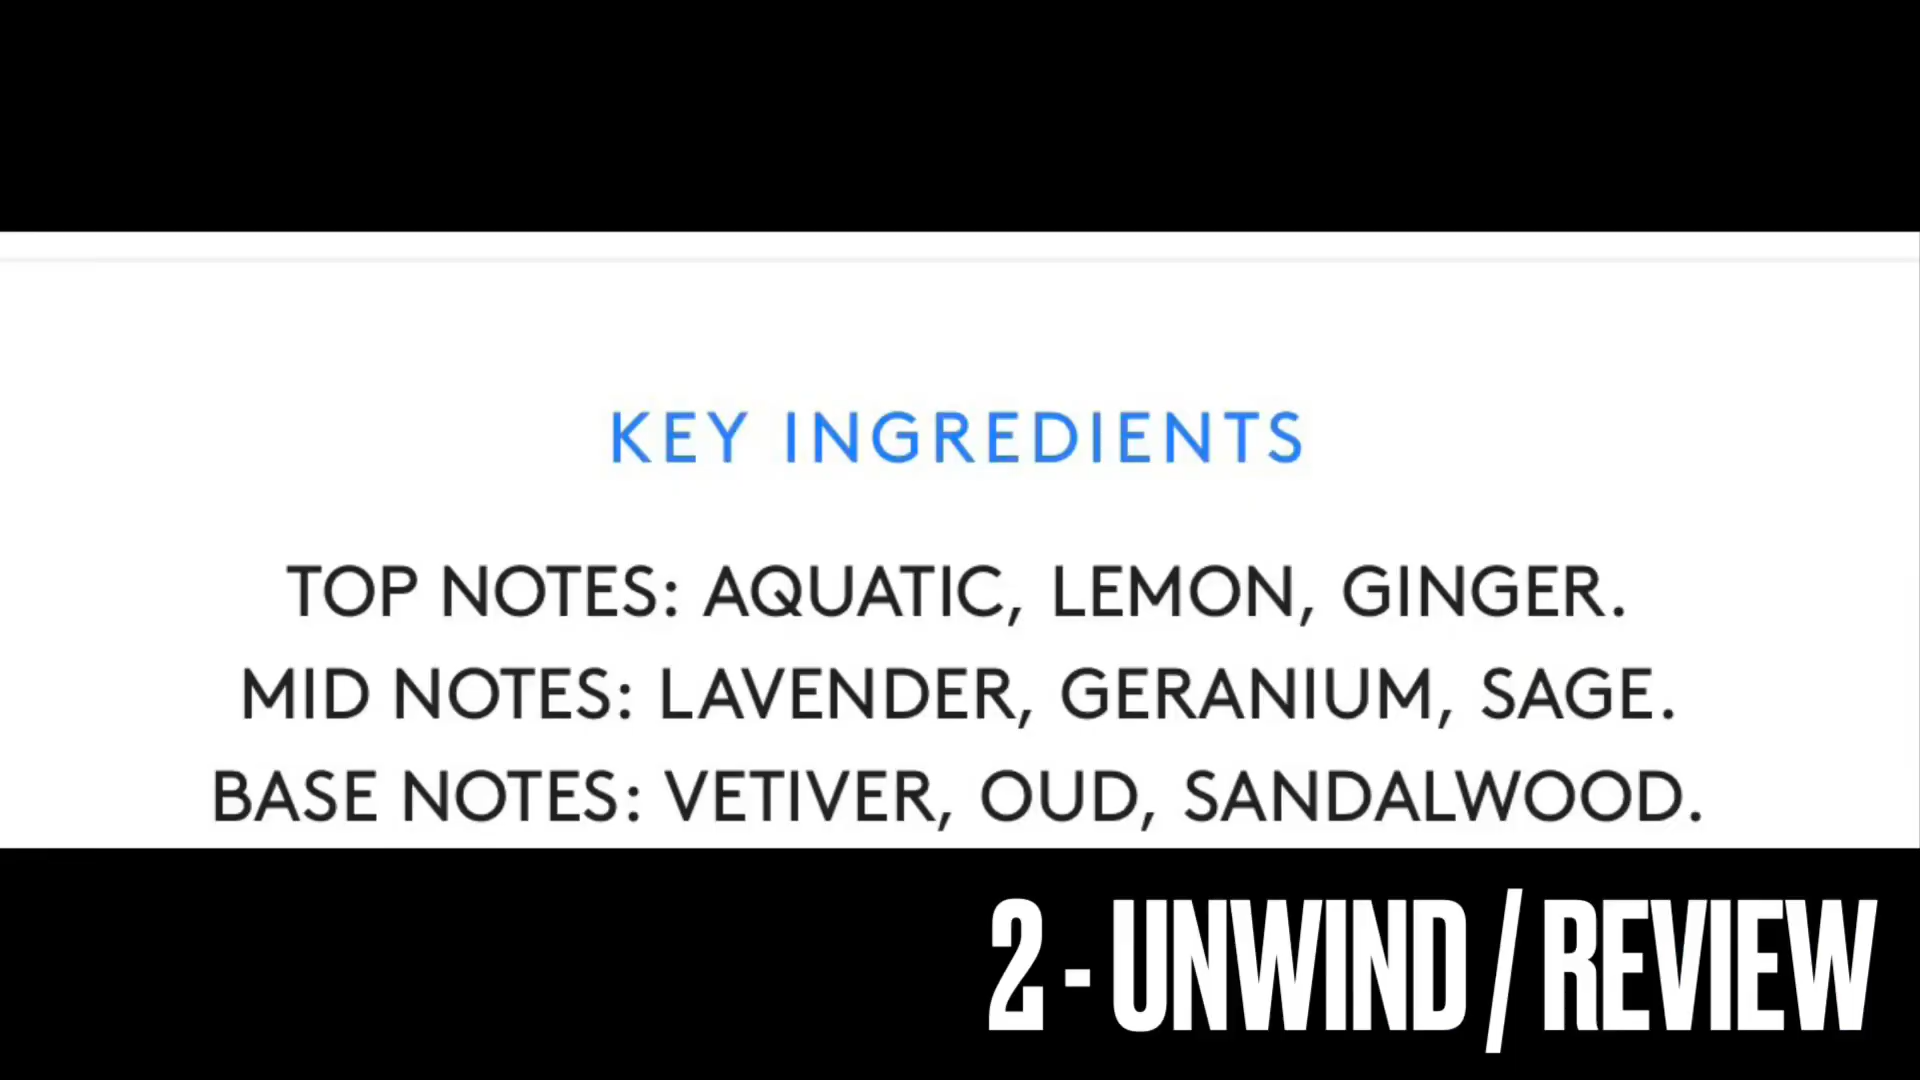 KEY INGREDIENTS
TOP NOTES: AQUATIC, LEMON, GINGER.
MID NOTES: LAVENDER, GERANIUM, SAGE.
BASE NOTES: VETIVER, OUD, SANDALWOOD.
2 - UNWIND / REVIEW